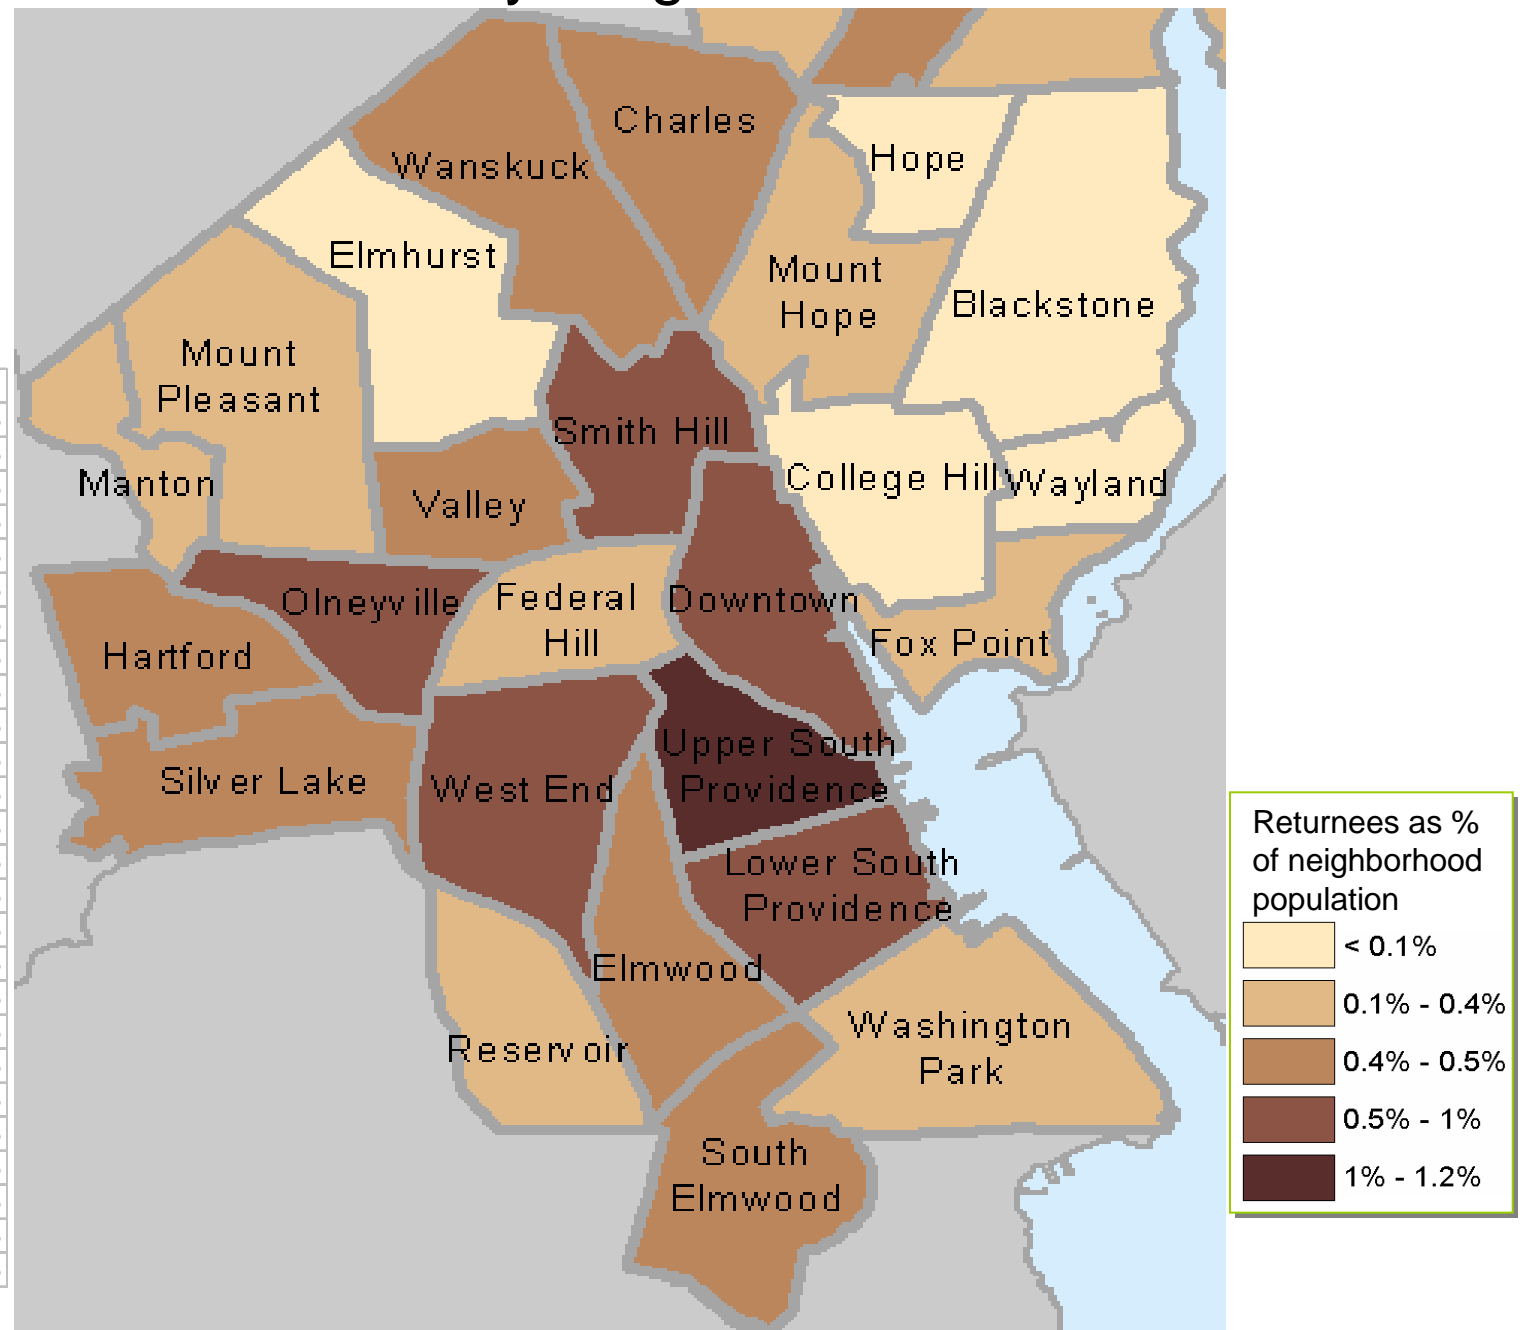 Charles
Wanskuck
Hope
Elmhurst
Mount
Hope
Blackstone
Mount
Pleasant
Smith Hill
College Hill
Wayland
Manton
Valley
Olneyville
Federal
Hill
Downtown
Fox Point
Hartford
Upper South
Providence
Silver Lake
West End
Lower South
Providence
Elmwood
Reservoir
Washington
Park
South
Elmwood
Returnees as %
of neighborhood
population
< 0.1%
0.1% - 0.4%
0.4% - 0.5%
0.5% - 1%
1% - 1.2%